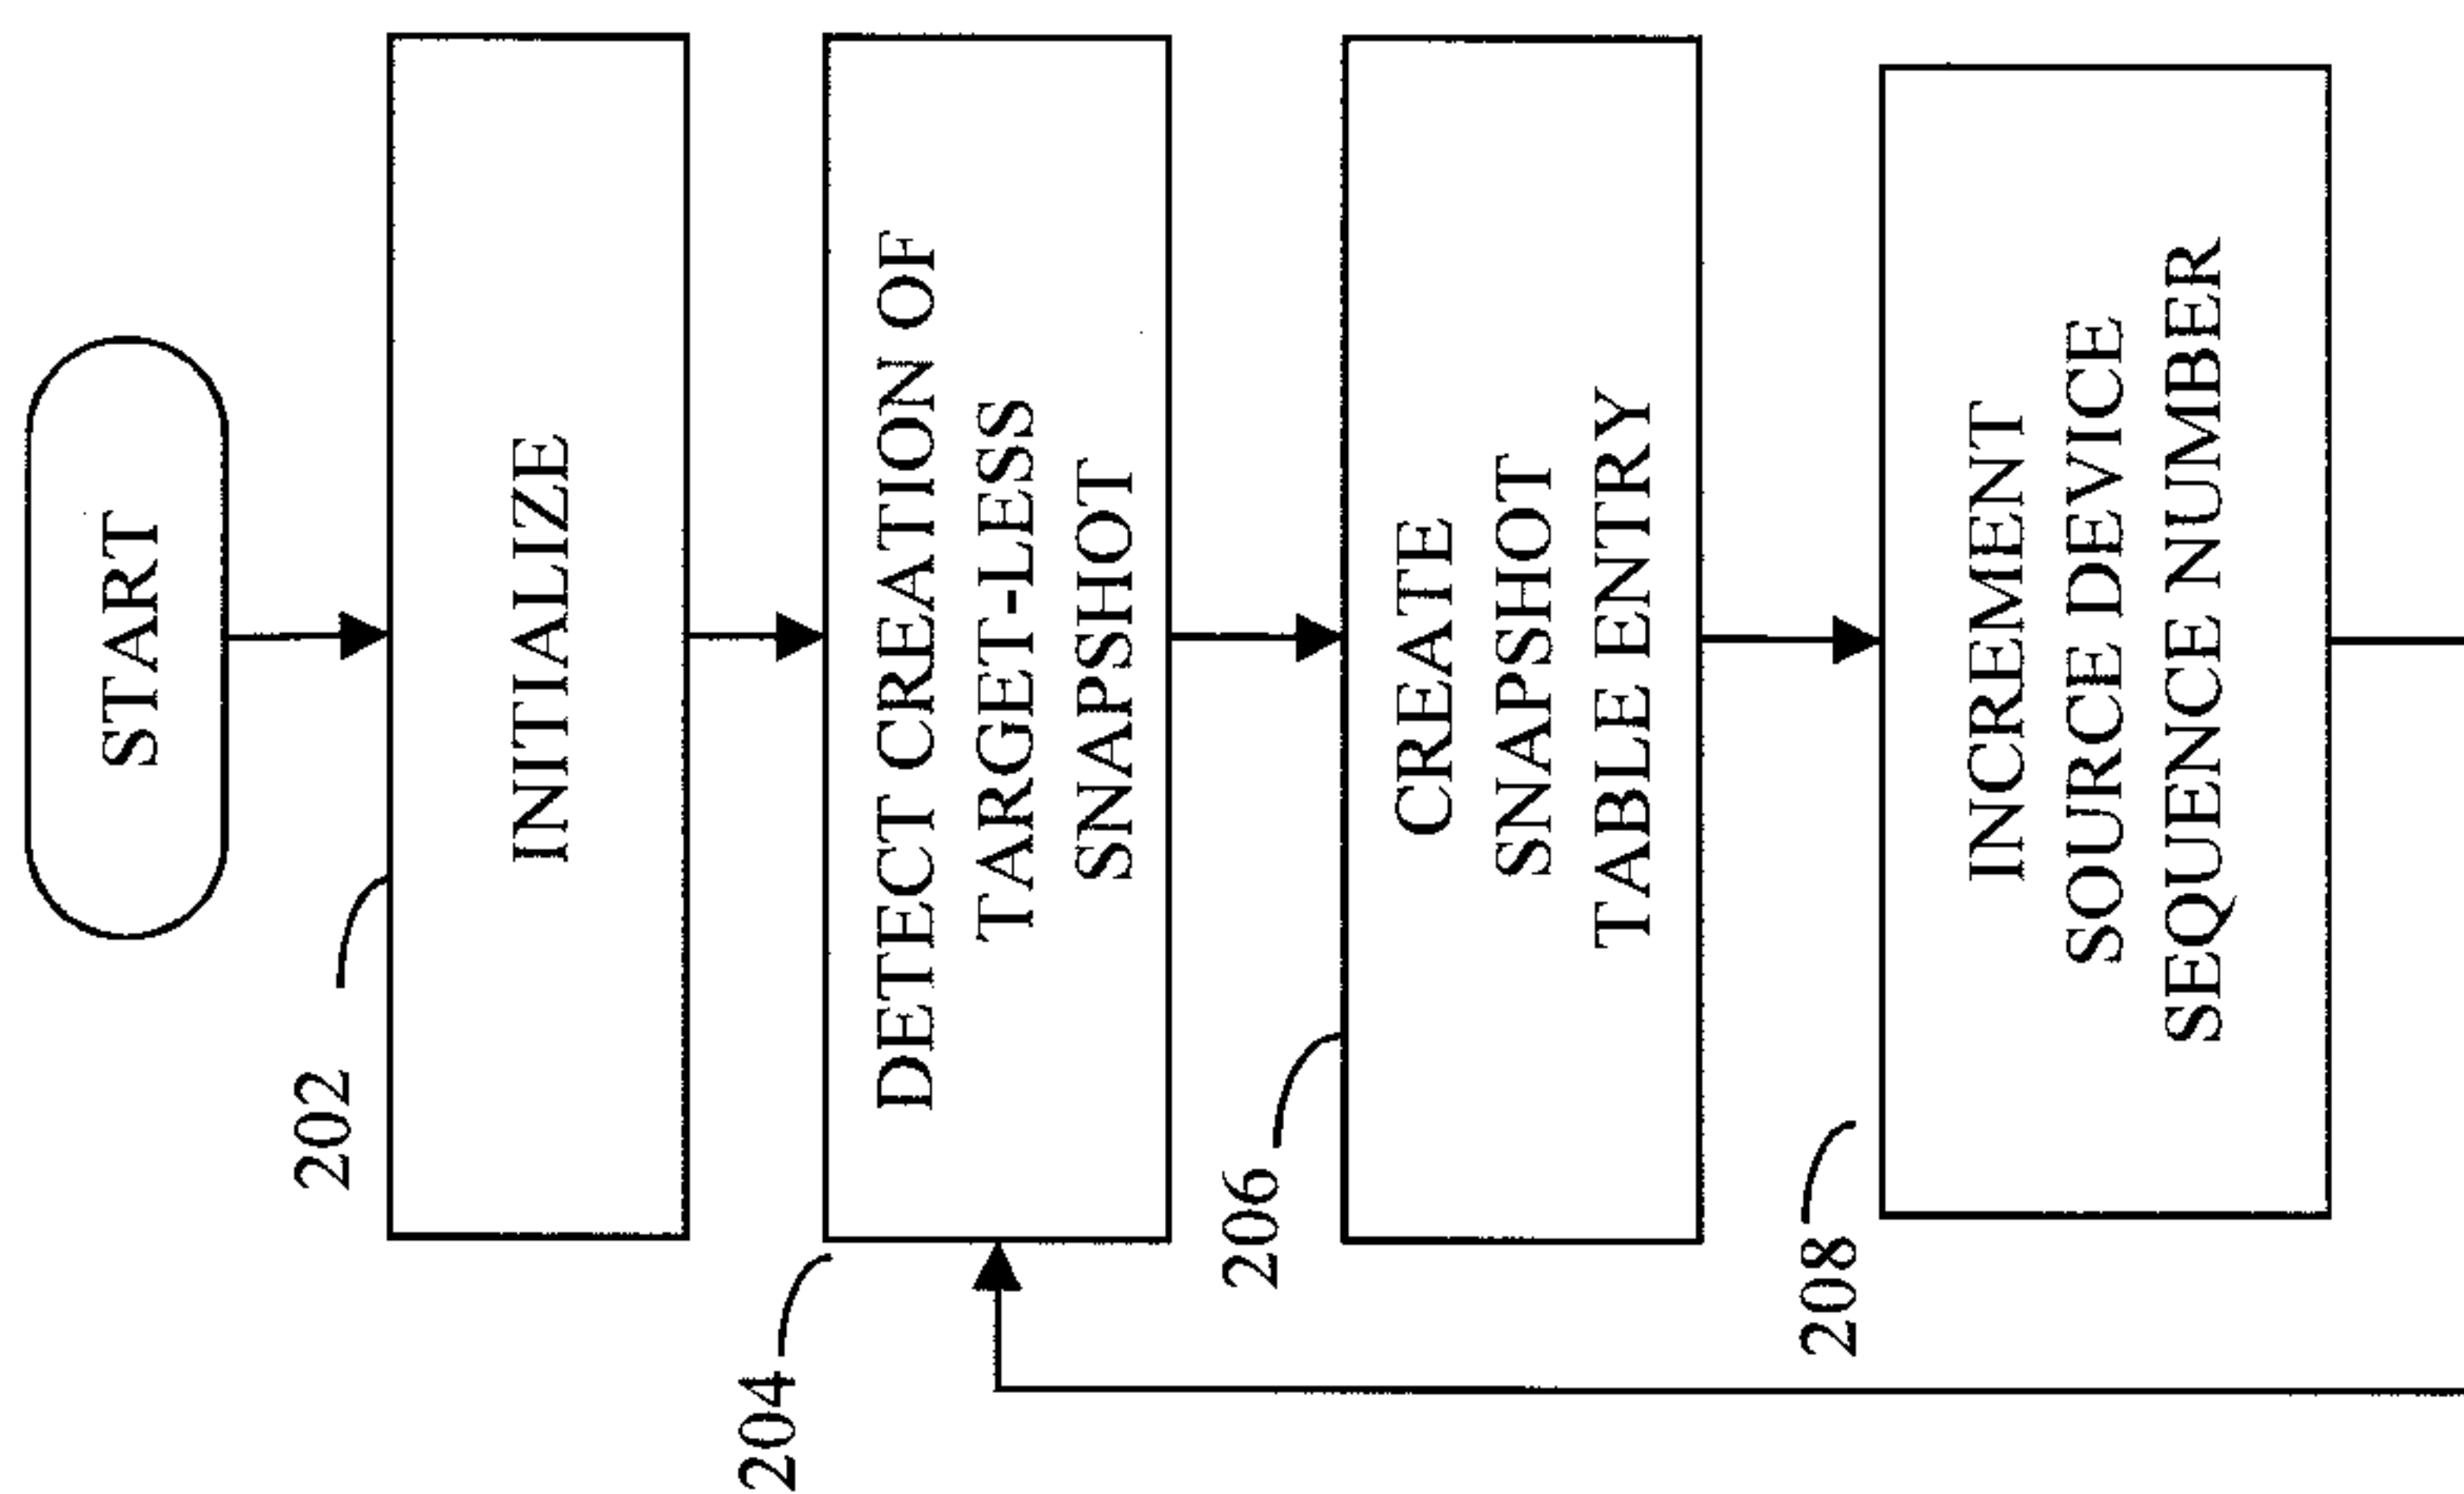 START
202
INITIALIZE
204
DETECT CREATION OF
TARGET-LESS
SNAPSHOT
206
CREATE
SNAPSHOT
TABLE ENTRY
208
INCREMENT
SOURCE DEVICE
SEQUENCE NUMBER